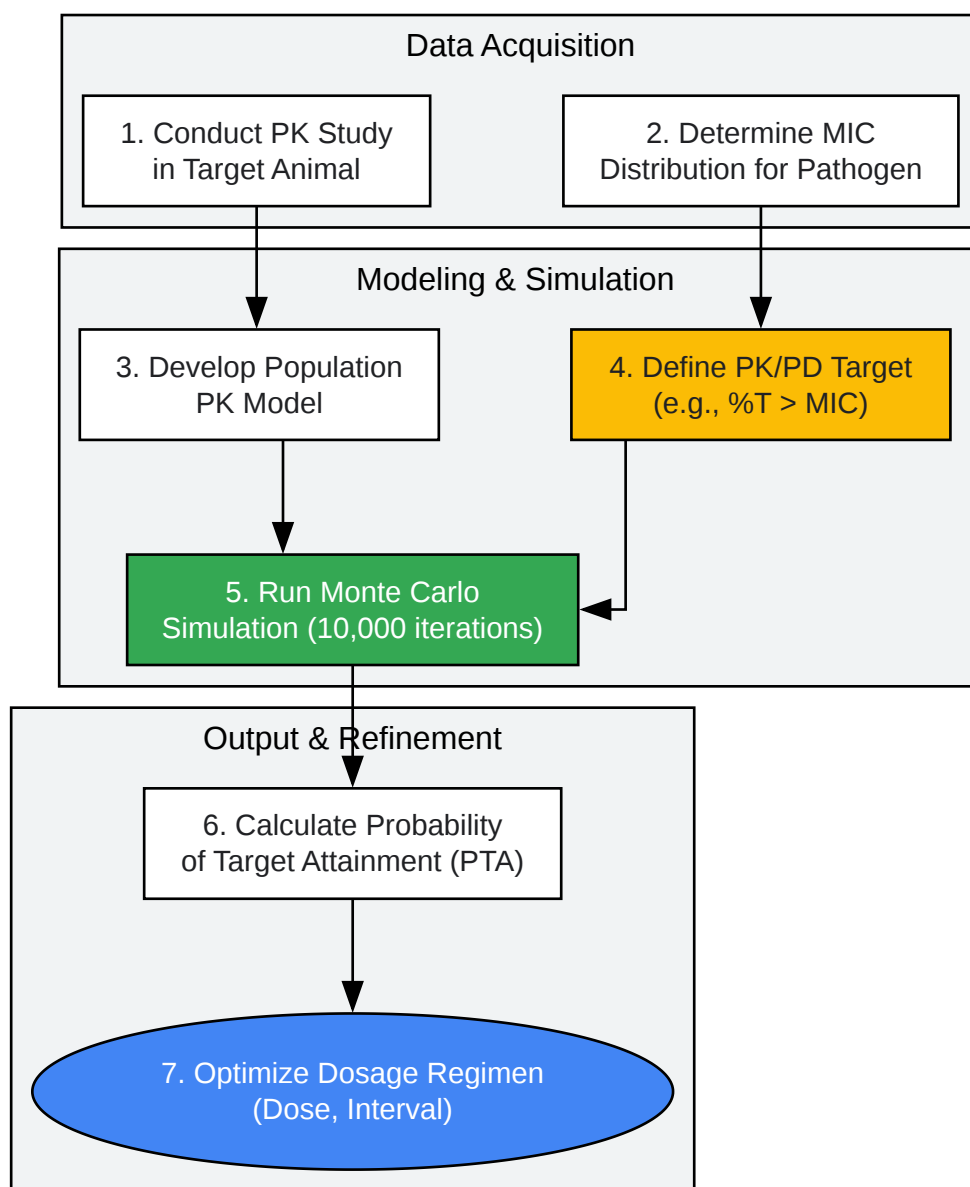 Data Acquisition
1. Conduct PK Study
in Target Animal
2. Determine MIC
Distribution for Pathogen
Modeling & Simulation
3. Develop Population
PK Model
4. Define PK/PD Target
(e.g., %T > MIC)
5. Run Monte Carlo
Simulation (10,000 iterations)
Output & Refinement
6. Calculate Probability
of Target Attainment (PTA)
7. Optimize Dosage Regimen
(Dose, Interval)